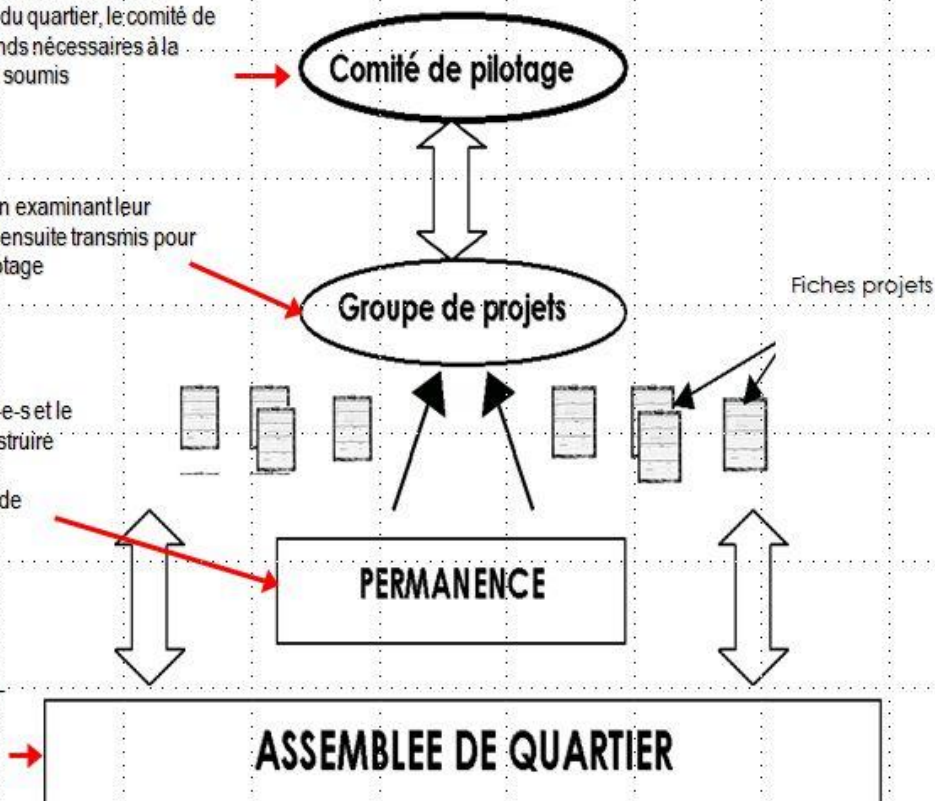 du quartier, le comité de
nds nécessaires à la
soumis
Comité de pilotage
n examinant leur
ensuite transmis pour
otage
Groupe de projets
Fiches projets
-e-s et le
struire
de
PERMANENCE
ASSEMBLEE DE QUARTIER